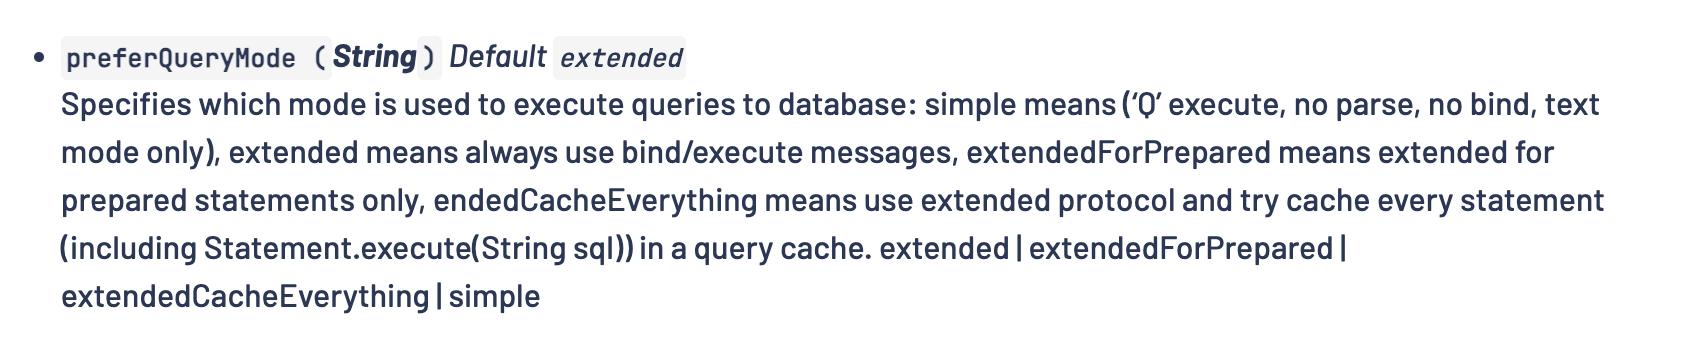 • preferQueryMode (String) Default extended
Specifies which mode is used to execute queries to database: simple means (‘Q’ execute, no parse, no bind, text
mode only), extended means always use bind/execute messages, extendedForPrepared means extended for
prepared statements only, endedCacheEverything means use extended protocol and try cache every statement
(including Statement.execute(String sql)) in a query cache. extended | extendedForPrepared |
extendedCacheEverything | simple